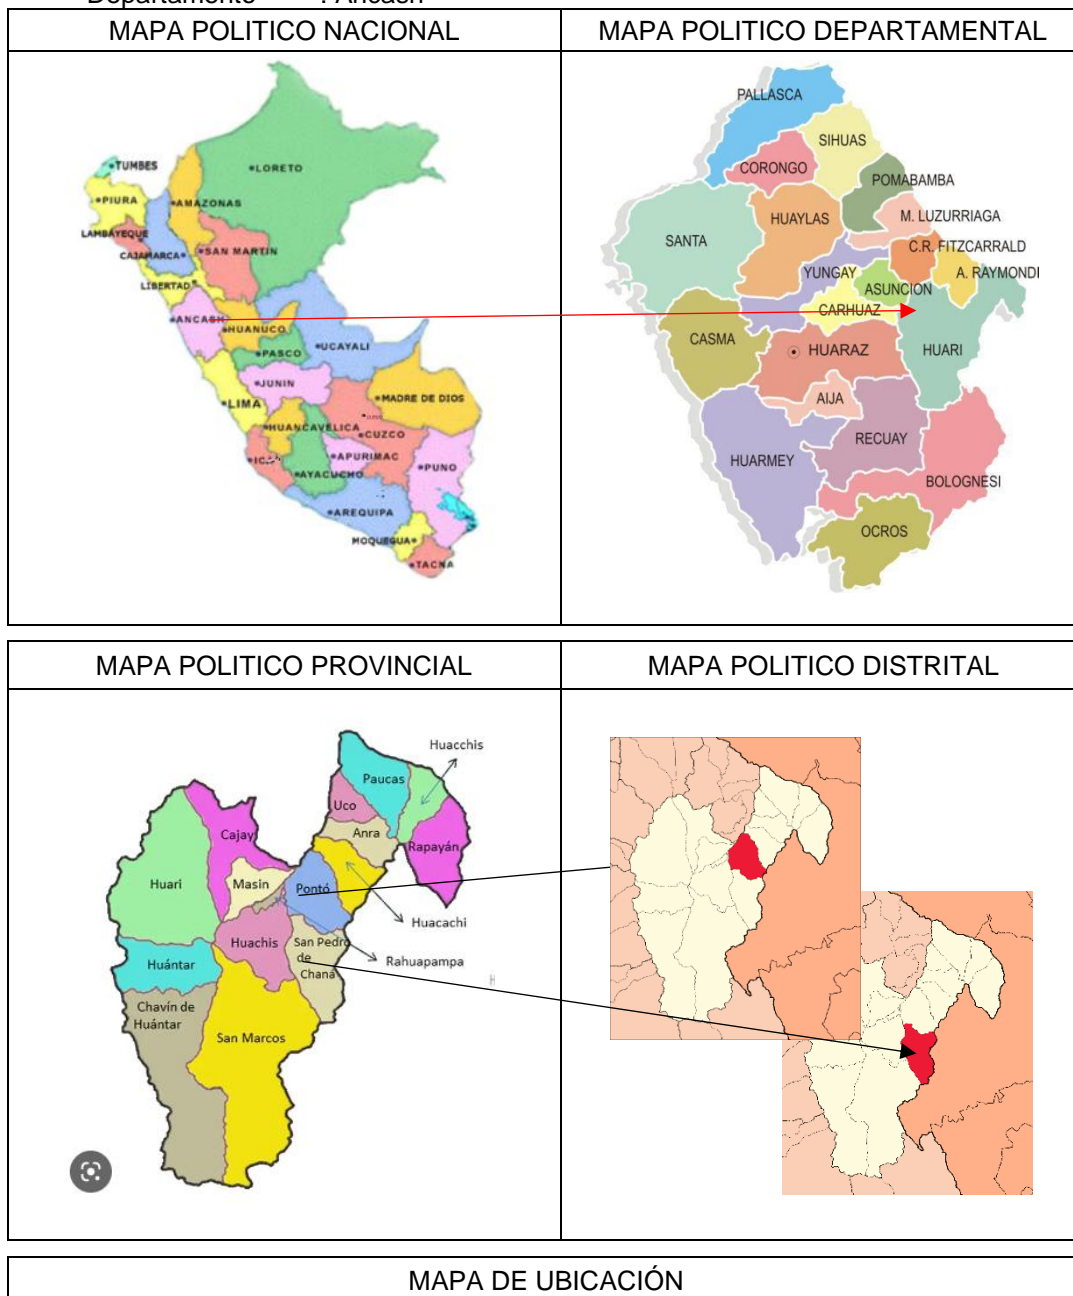 Departamento : Ancash
MAPA POLITICO NACIONAL
MAPA POLITICO DEPARTAMENTAL
TUMBES
LORETO
PIURA
AMAZONAS
LAMBAYEQUE
CAJAMARCA
SAN MARTIN
LIBERTAD
ANCASH
HUANUCO
UCAYALI
PASCO
JUNIN
LIMA
MADRE DE DIOS
HUANCAVELICA
CUZCO
ICA
APURIMAC
PUNO
AYACUCHO
AREQUIPA
MOQUEGUA
TACNA
PALLASCA
SIHUAS
CORONGO
POMABAMBA
HUAYLAS
M. LUZURRIAGA
SANTA
C.R. FITZCARRALD
YUNGAY
A. RAYMONDI
ASUNCION
CARHUAZ
CASMA
HUARAZ
HUARI
AIJA
RECUAY
HUARMEY
BOLOGNESI
OCROS
MAPA POLITICO PROVINCIAL
MAPA POLITICO DISTRITAL
Huacchis
Paucas
Uco
Anra
Rapayán
Cajay
Huari
Masin
Pontó
Huacachi
Huachis
San Pedro
de
Chaná
Rahuapampa
Huántar
Chavín de
Huántar
San Marcos
H
MAPA DE UBICACIÓN